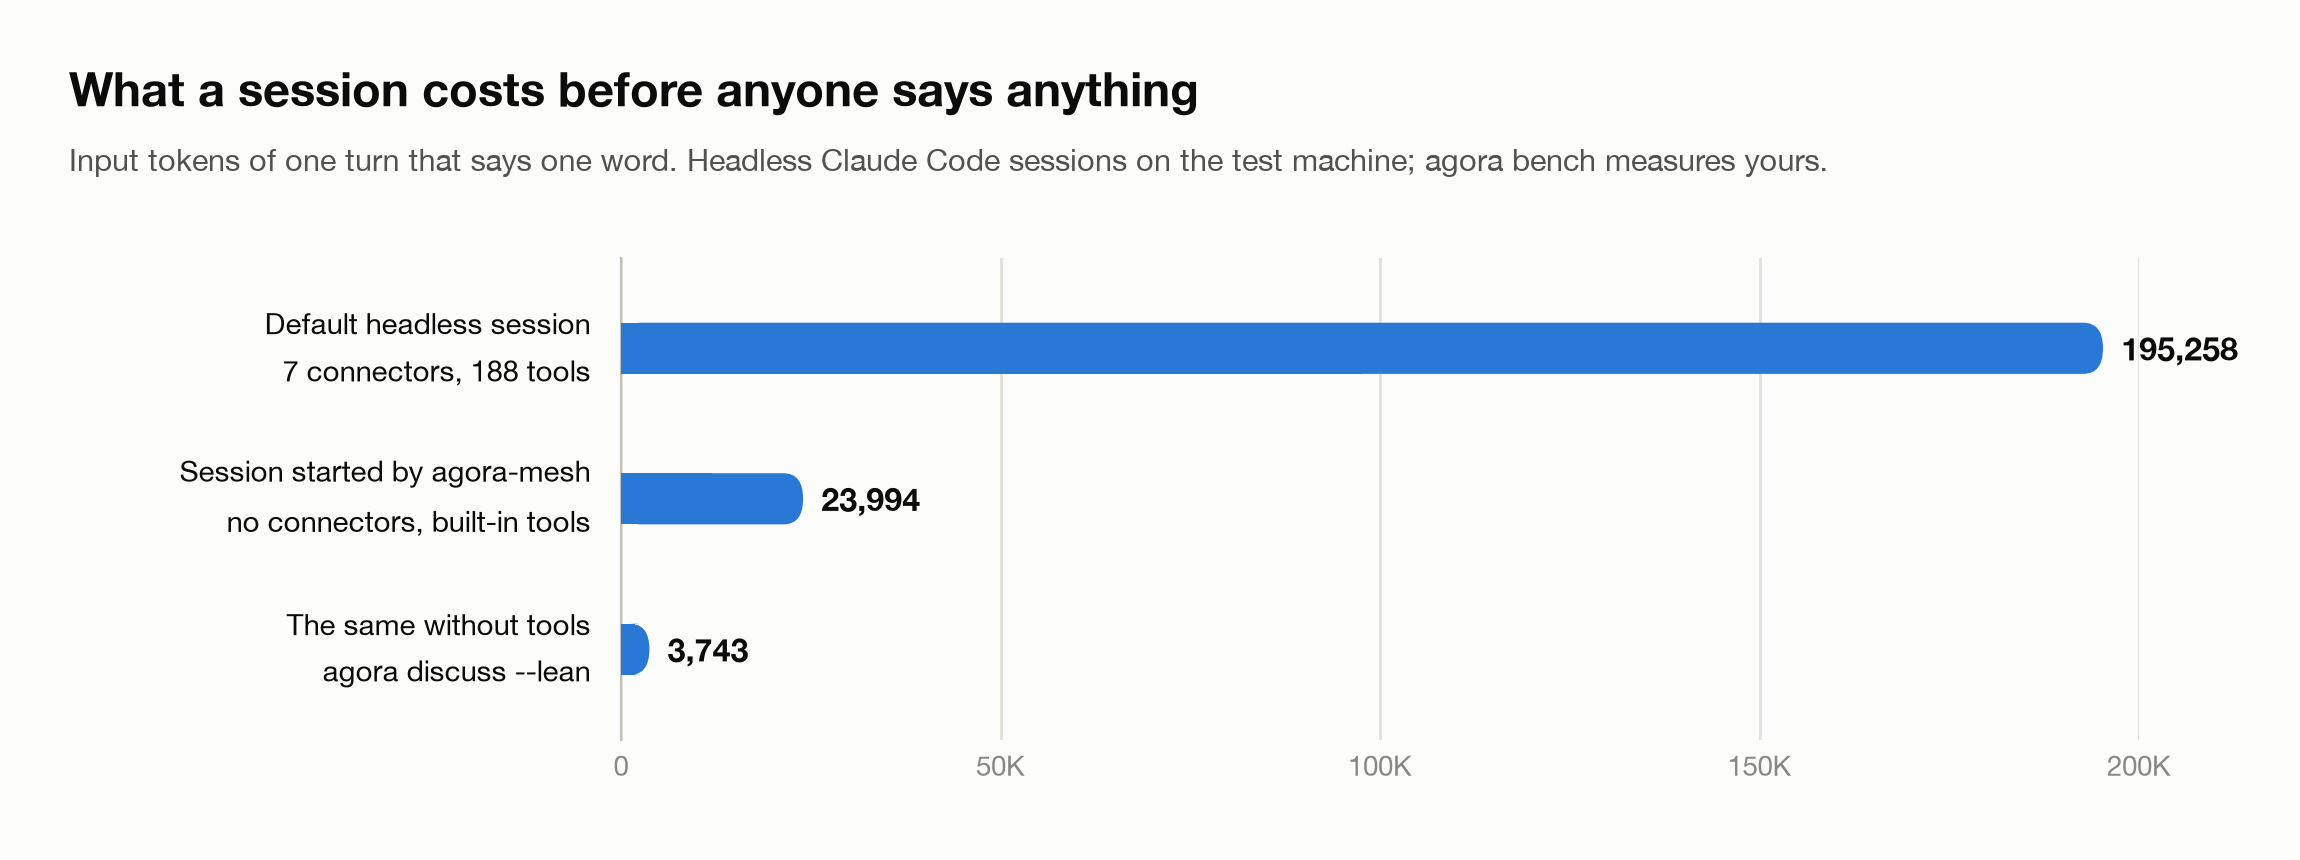 What a session costs before anyone says anything
Input tokens of one turn that says one word. Headless Claude Code sessions on the test machine; agora bench measures yours.
Default headless session
7 connectors, 188 tools
195,258
Session started by agora-mesh
no connectors, built-in tools
23,994
The same without tools
agora discuss --lean
3,743
0 50K 100K 150K 200K